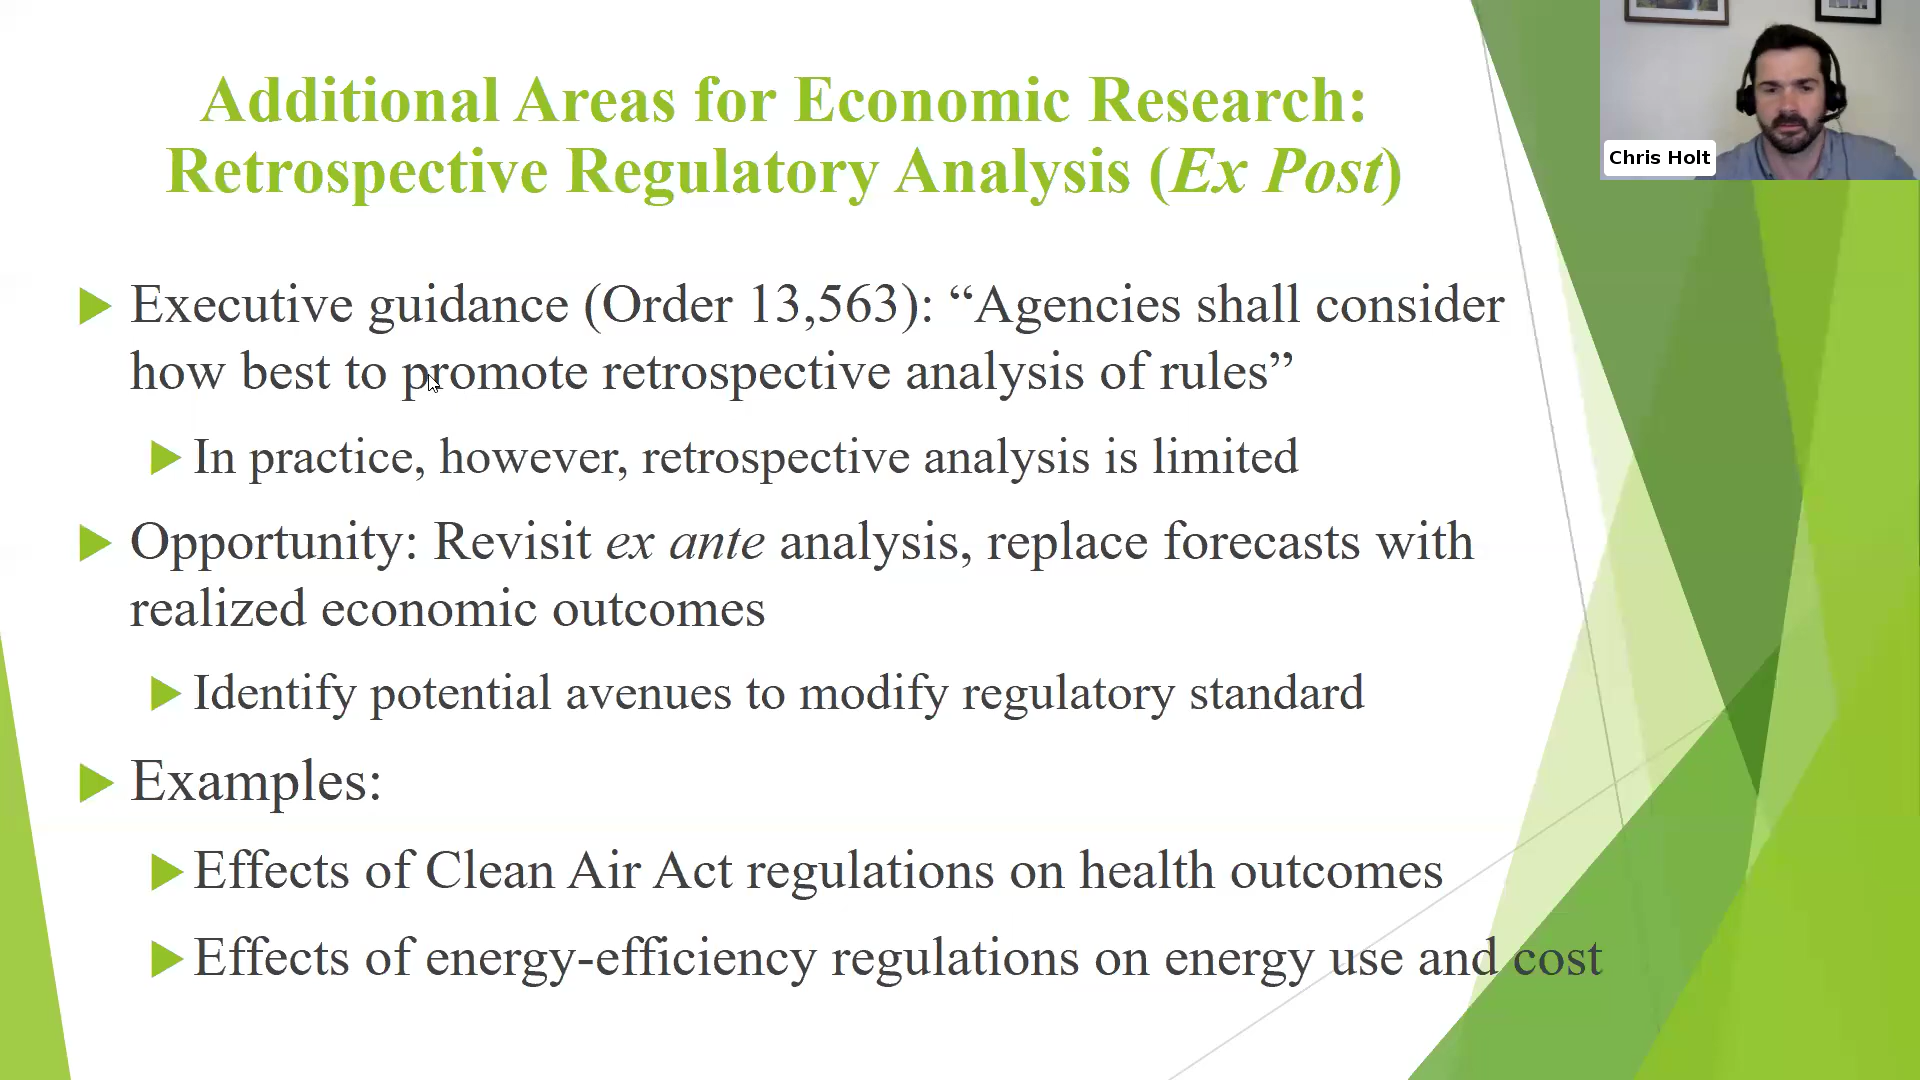 Additional Areas for Economic Research:
Retrospective Regulatory Analysis (Ex Post)
Chris Holt
Executive guidance (Order 13,563): “Agencies shall consider
how best to promote retrospective analysis of rules”
In practice, however, retrospective analysis is limited
Opportunity: Revisit ex ante analysis, replace forecasts with
realized economic outcomes
Identify potential avenues to modify regulatory standard
Examples:
Effects of Clean Air Act regulations on health outcomes
Effects of energy-efficiency regulations on energy use and cost